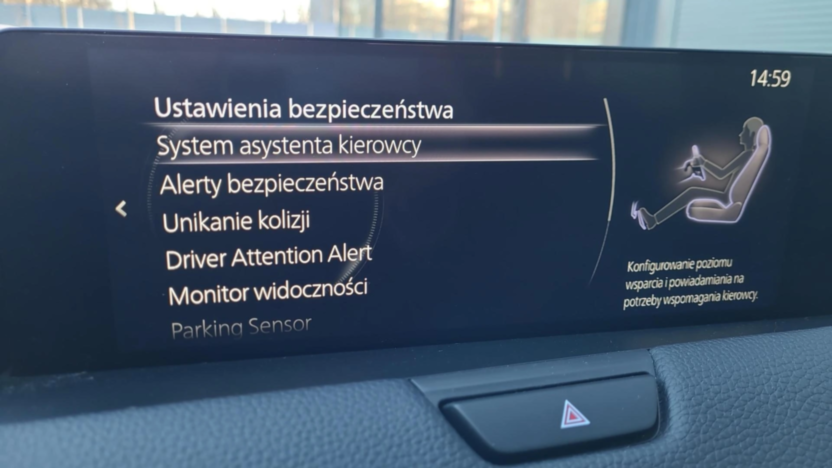 14:59
Ustawienia bezpieczeństwa
System asystenta kierowcy
Alerty bezpieczeństwa
Unikanie kolizji
Driver Attention Alert
Monitor widoczności
Parking Sensor
Konfigurowanie poziomu
wsparcia i powiadamiania na
potrzeby wspomagania kierowcy.